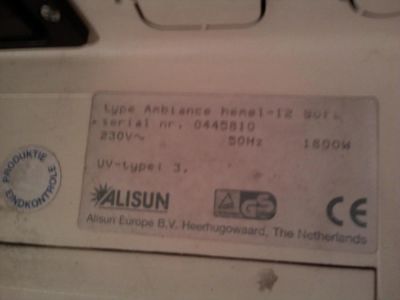 type Ambiance hemel-12
serial nr. 0445810
230V~ 50Hz 1800W
UV-type: 3.
PRODUKTIE
EINDKONTROLE
ALISUN
GS
CE
Alisun Europe B.V. Heerhugowaard, The Netherlands